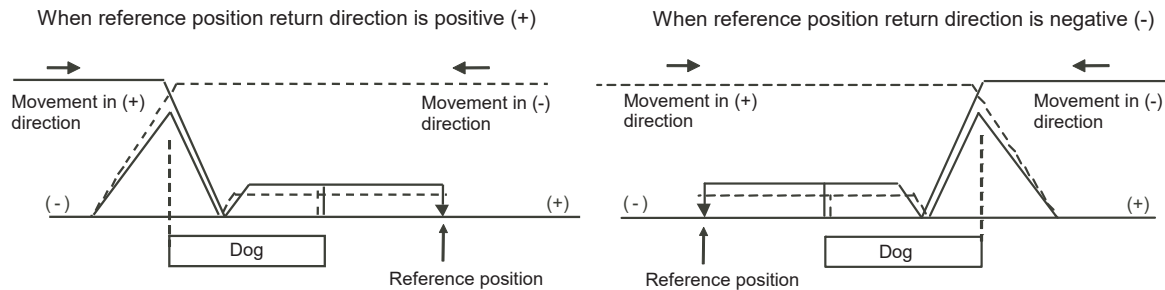 When reference position return direction is positive (+)
Movement in (+)
direction
Movement in (-)
direction
(-)
(+)
Dog
Reference position
When reference position return direction is negative (-)
Movement in (+)
direction
Movement in (-)
direction
(-)
(+)
Dog
Reference position